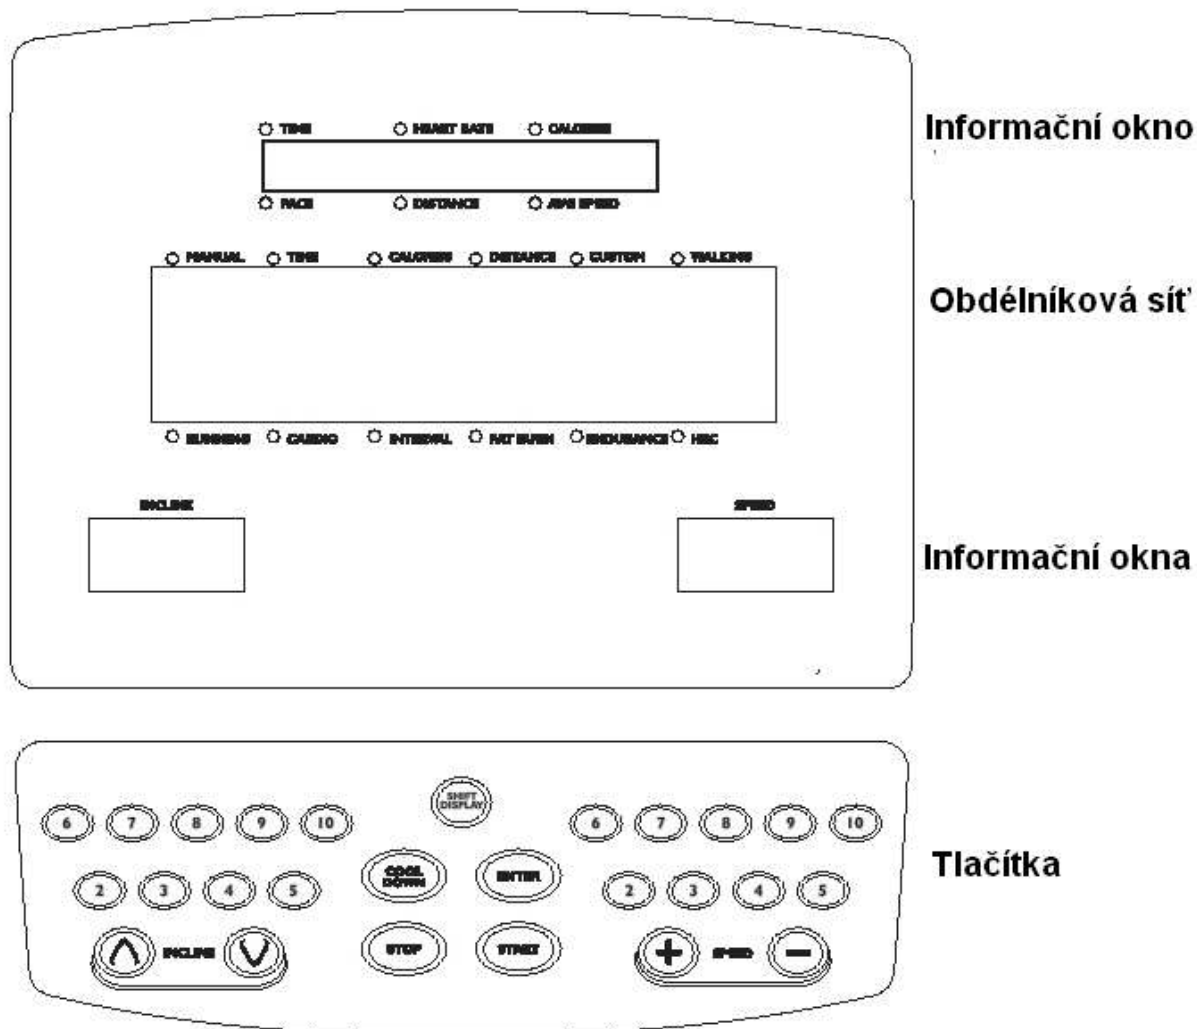 TIME HEART RATE CALORIES
Informační okno
PACE DISTANCE AVG SPEED
MANUAL TIME CALORIES DISTANCE CUSTOM WALKING
Obdélníková síť
RUNNING CARDIO INTERVAL FAT BURN ENDURANCE HRC
INCLINE SPEED
Informační okna
SHIFT
DISPLAY
6 7 8 9 10 6 7 8 9 10
COOL
DOWN
ENTER
Tlačítka
2 3 4 5 2 3 4 5
INCLINE STOP START + SPEED −